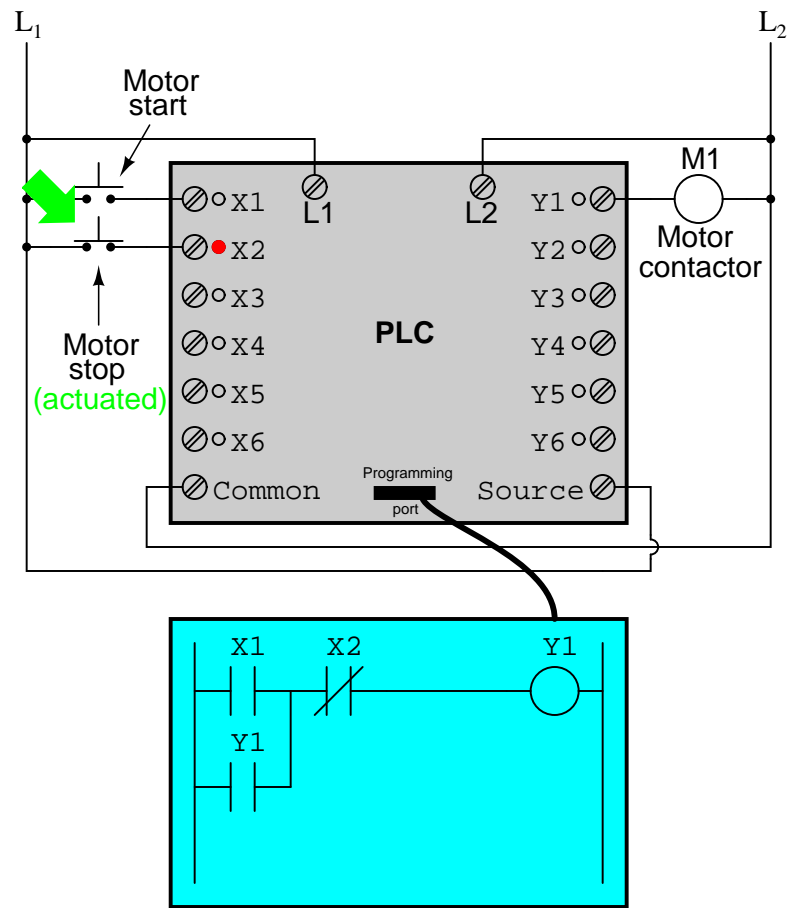 L1
L2
Motor
start
M1
X1
L1
L2
Y1
X2
Y2
Motor
contactor
X3
Y3
Motor
stop
(actuated)
X4
PLC
Y4
X5
Y5
X6
Y6
Common
Programming
port
Source
X1
X2
Y1
Y1